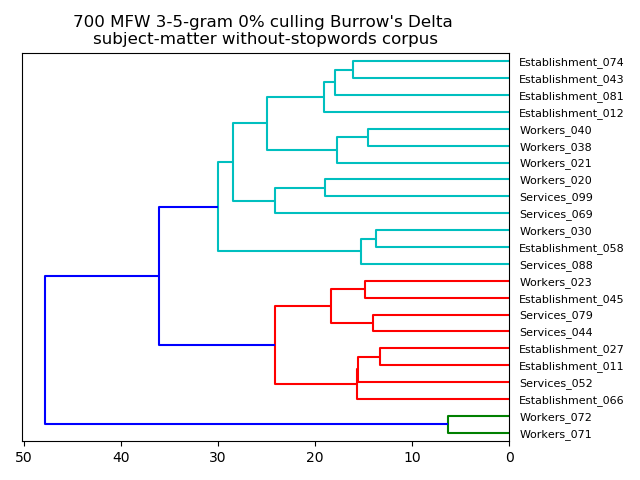 700 MFW 3-5-gram 0% culling Burrow's Delta
subject-matter without-stopwords corpus
Establishment_074
Establishment_043
Establishment_081
Establishment_012
Workers_040
Workers_038
Workers_021
Workers_020
Services_099
Services_069
Workers_030
Establishment_058
Services_088
Workers_023
Establishment_045
Services_079
Services_044
Establishment_027
Establishment_011
Services_052
Establishment_066
Workers_072
Workers_071
50 40 30 20 10 0